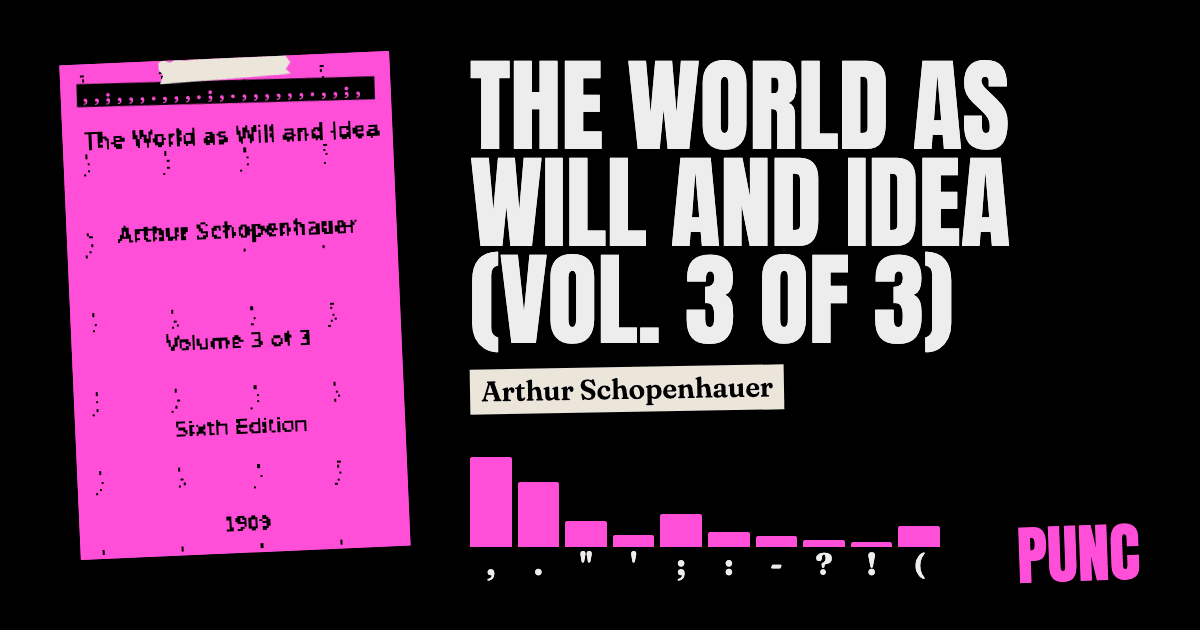 ,,;,,,.,,,.;,.,,,,,,.,,;,
The World as Will and Idea
Arthur Schopenhauer
Volume 3 of 3
Sixth Edition
1909
THE WORLD AS
WILL AND IDEA
(VOL. 3 OF 3)
Arthur Schopenhauer
, . " ' ; : - ? ! (
PUNC